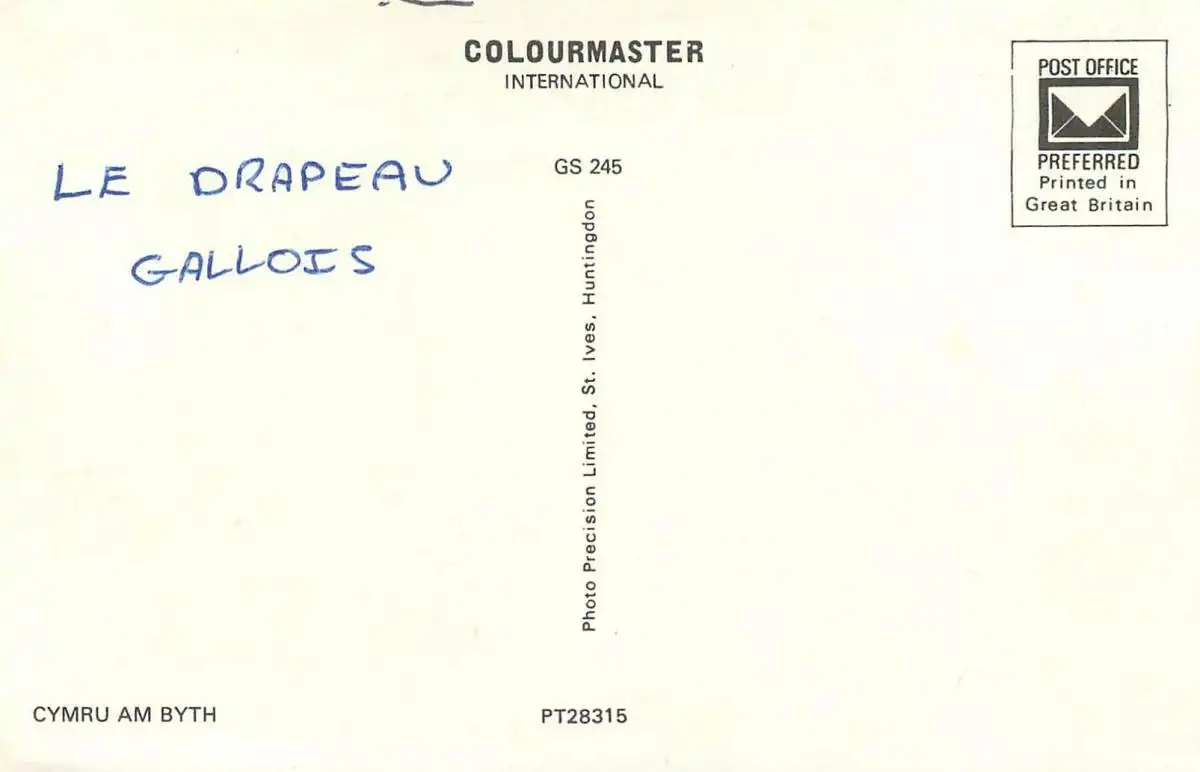 COLOURMASTER
INTERNATIONAL
POST OFFICE
PREFERRED
Printed in
Great Britain
LE DRAPEAU
GALLOIS
GS 245
Photo Precision Limited, St. Ives, Huntingdon
CYMRU AM BYTH
PT28315